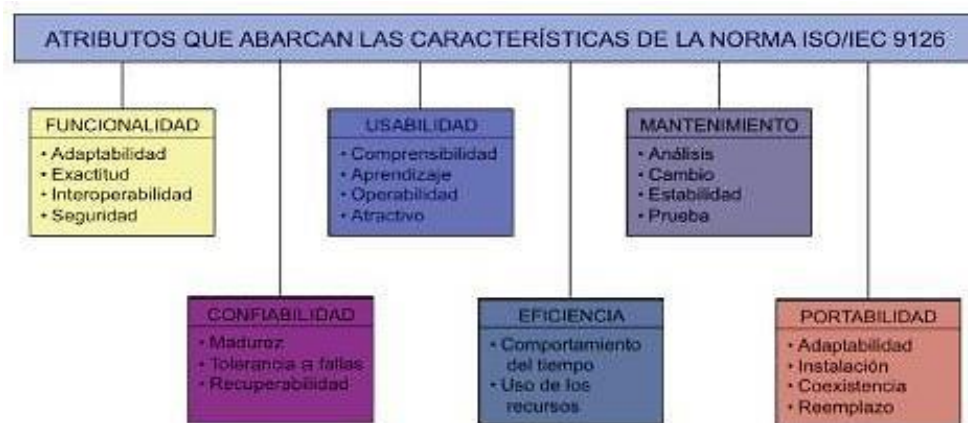 ATRIBUTOS QUE ABARCAN LAS CARACTERÍSTICAS DE LA NORMA ISO/IEC 9126
FUNCIONALIDAD
• Adaptabilidad
• Exactitud
• Interoperabilidad
• Seguridad
USABILIDAD
• Comprensibilidad
• Aprendizaje
• Operabilidad
• Atractivo
MANTENIMIENTO
• Análisis
• Cambio
• Estabilidad
• Prueba
CONFIABILIDAD
• Madurez
• Tolerancia a fallas
• Recuperabilidad
EFICIENCIA
• Comportamiento
del tiempo
• Uso de los
recursos
PORTABILIDAD
• Adaptabilidad
• Instalación
• Coexistencia
• Reemplazo